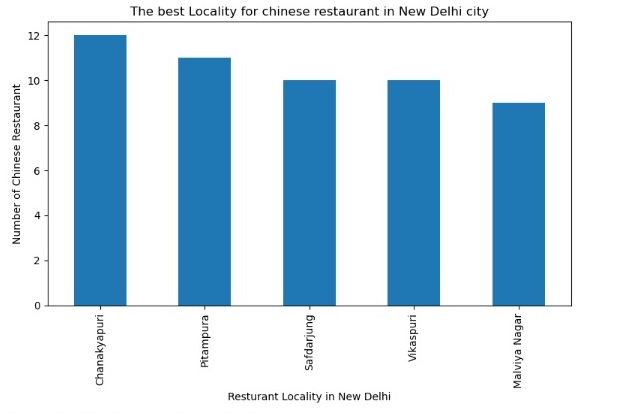 The best Locality for chinese restaurant in New Delhi city
Number of Chinese Restaurant
12
10
8
6
4
2
0
Chanakyapuri
Pitampura
Safdarjung
Vikaspuri
Malviya Nagar
Resturant Locality in New Delhi